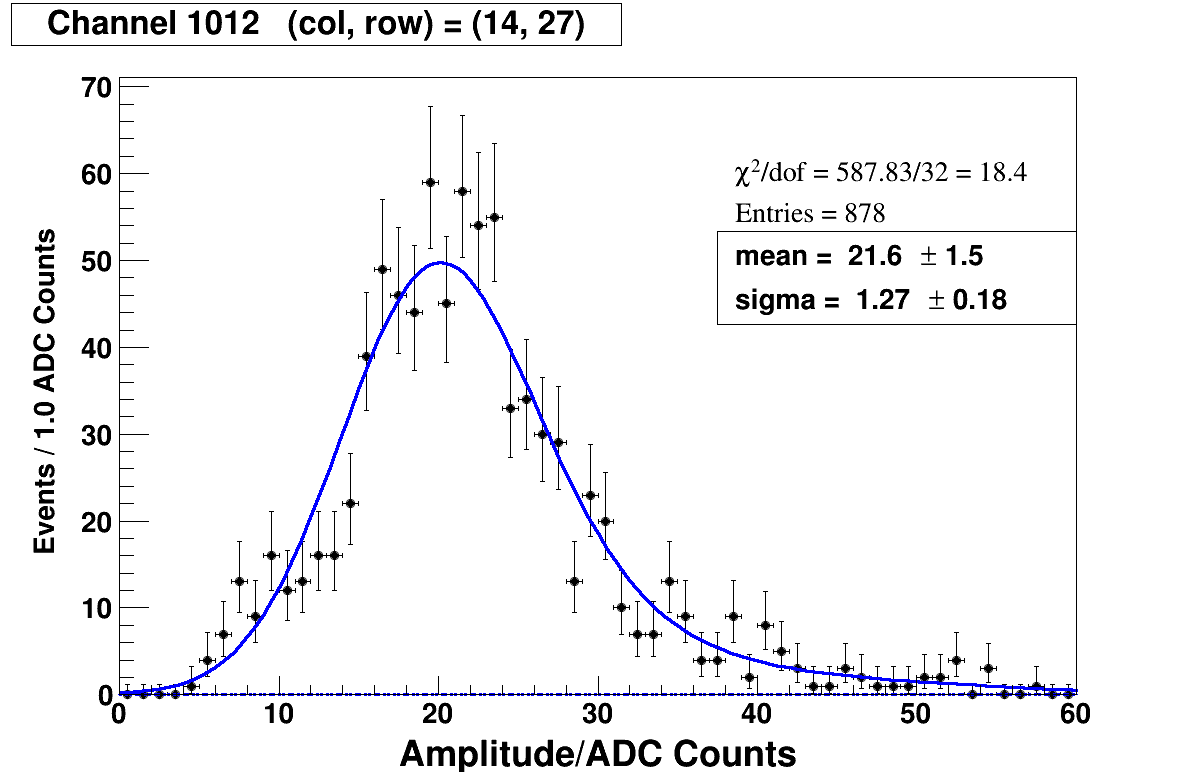 Channel 1012 (col, row) = (14, 27)
70
60
50
40
30
20
10
0
Events / 1.0 ADC Counts
χ²/dof = 587.83/32 = 18.4
Entries = 878
mean = 21.6 ± 1.5
sigma = 1.27 ± 0.18
0 10 20 30 40 50 60
Amplitude/ADC Counts